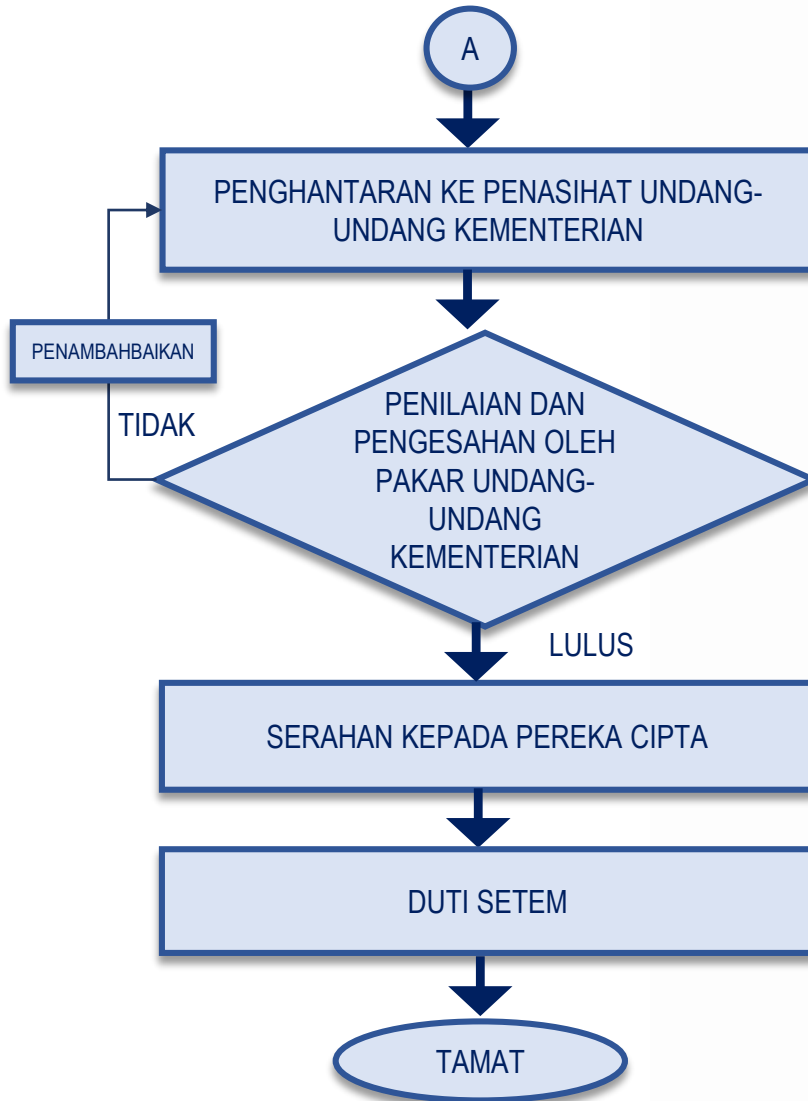 A
PENGHANTARAN KE PENASIHAT UNDANG-
UNDANG KEMENTERIAN
PENAMBAHBAIKAN
TIDAK
PENILAIAN DAN
PENGESAHAN OLEH
PAKAR UNDANG-
UNDANG
KEMENTERIAN
LULUS
SERAHAN KEPADA PEREKA CIPTA
DUTI SETEM
TAMAT